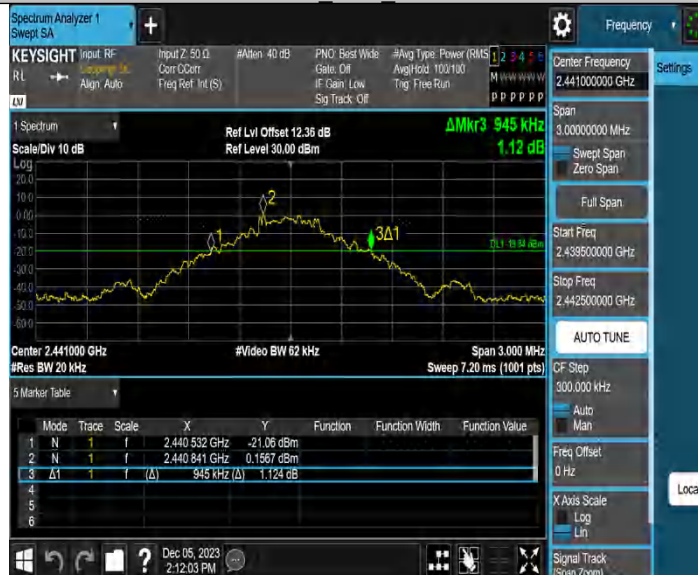 Spectrum Analyzer 1
Swept SA
+
Frequency
KEYSIGHT Input: RF
RL
Align: Auto
Input Z: 50 Ω
Corr CCorr
Freq Ref: Int (S)
#Atten: 40 dB
PNO: Best Wide
Gate: Off
IF Gain: Low
Sig Track: Off
#Avg Type: Power (RMS
Avg|Hold: 100/100
Trig: Free Run
1 2 3 4 5 6
M W W W W W
P P P P P P
LXI
1 Spectrum
Scale/Div 10 dB
Ref Lvl Offset 12.36 dB
Ref Level 30.00 dBm
ΔMkr3 945 kHz
1.12 dB
Log
20.0
10.0
0.00
-10.0
-20.0
-30.0
-40.0
-50.0
-60.0
1
2
3Δ1
DL1 -19.84 dBm
Center 2.441000 GHz
#Res BW 20 kHz
#Video BW 62 kHz
Span 3.000 MHz
Sweep 7.20 ms (1001 pts)
5 Marker Table
Mode Trace Scale X Y Function Function Width Function Value
1 N 1 f 2.440 532 GHz -21.06 dBm
2 N 1 f 2.440 841 GHz 0.1567 dBm
3 Δ1 1 f (Δ) 945 kHz (Δ) 1.124 dB
4
5
6
Dec 05, 2023
2:12:03 PM
?
Center Frequency
2.441000000 GHz
Settings
Span
3.00000000 MHz
Swept Span
Zero Span
Full Span
Start Freq
2.439500000 GHz
Stop Freq
2.442500000 GHz
AUTO TUNE
CF Step
300.000 kHz
Auto
Man
Freq Offset
0 Hz
X Axis Scale
Log
Lin
Signal Track
(Span Zoom)
Loca